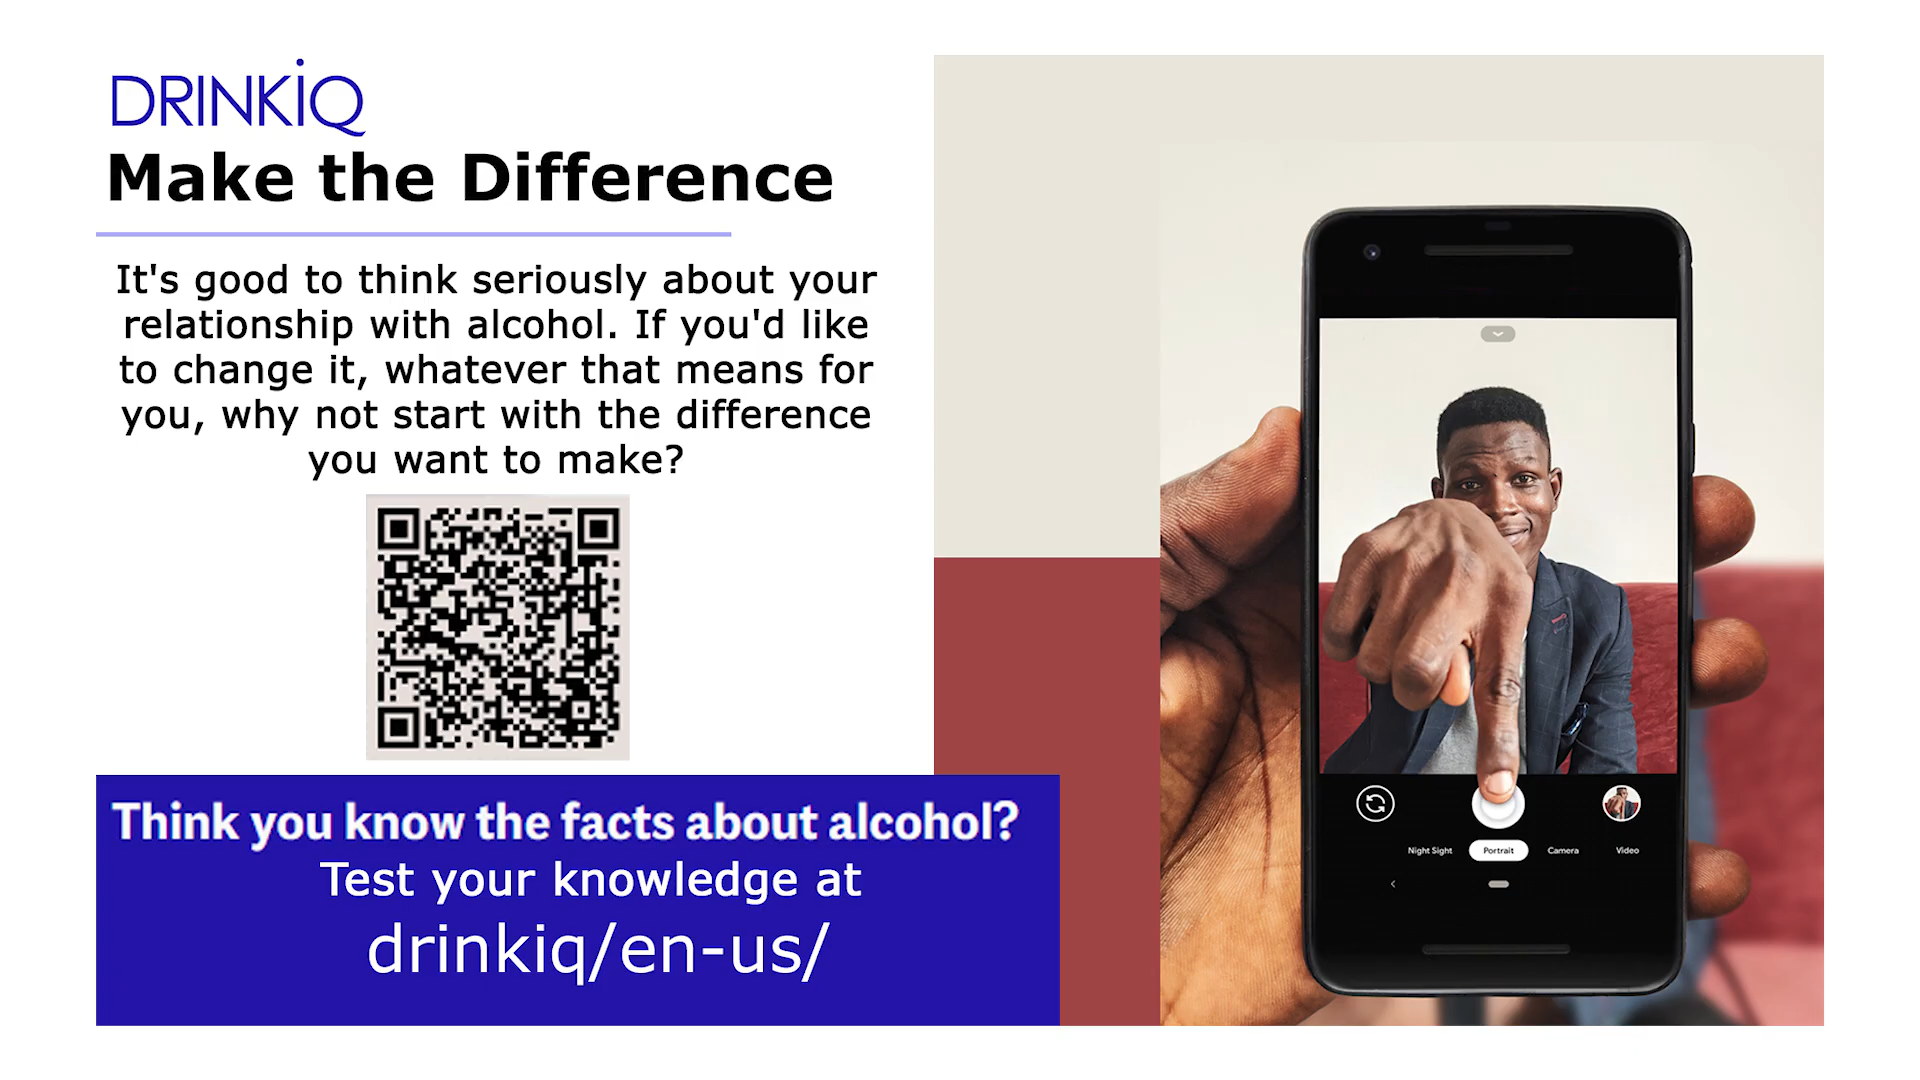 DRINKiQ
Make the Difference
It's good to think seriously about your
relationship with alcohol. If you'd like
to change it, whatever that means for
you, why not start with the difference
you want to make?
Think you know the facts about alcohol?
Test your knowledge at
drinkiq/en-us/
Night Sight
Portrait
Camera
Video